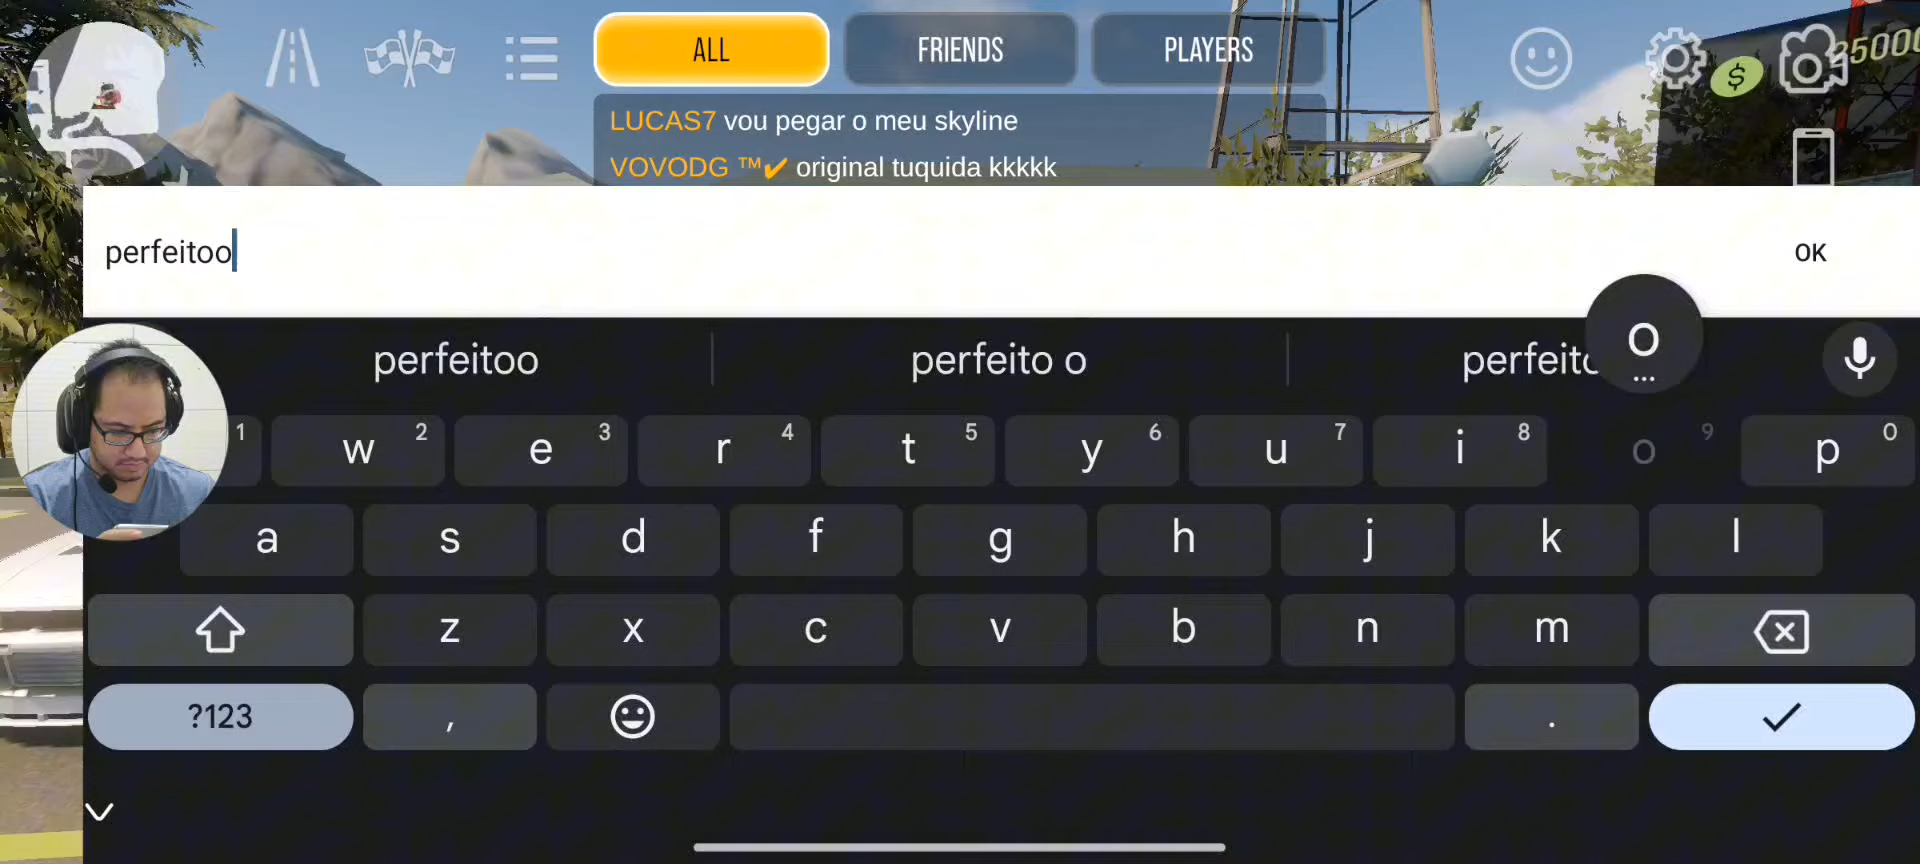 ALL FRIENDS PLAYERS
LUCAS7 vou pegar o meu skyline
VOVODG ™✔ original tuquida kkkkk
perfeitoo OK
perfeitoo perfeito o
1 w 2 e 3 r 4 t 5 y 6 u 7 i 8 o 9 p 0
a s d f g h j k l
z x c v b n m
?123 , .